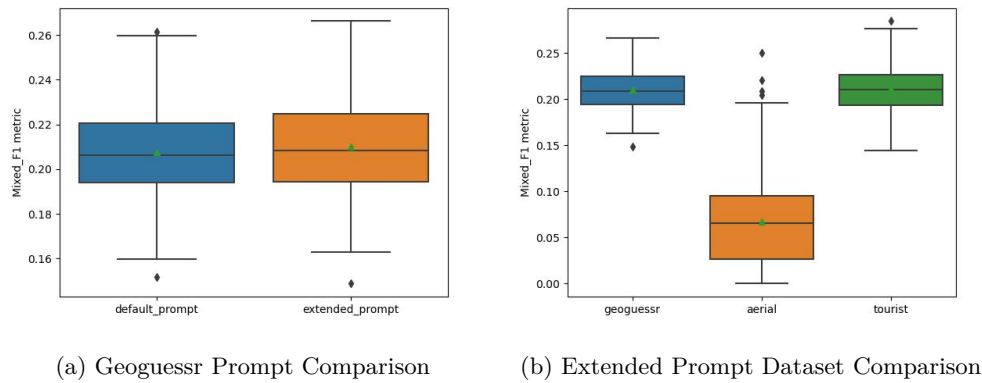 Mixed_F1 metric
0.26
0.24
0.22
0.20
0.18
0.16
default_prompt extended_prompt
(a) Geoguessr Prompt Comparison
Mixed_F1 metric
0.25
0.20
0.15
0.10
0.05
0.00
geoguessr aerial tourist
(b) Extended Prompt Dataset Comparison